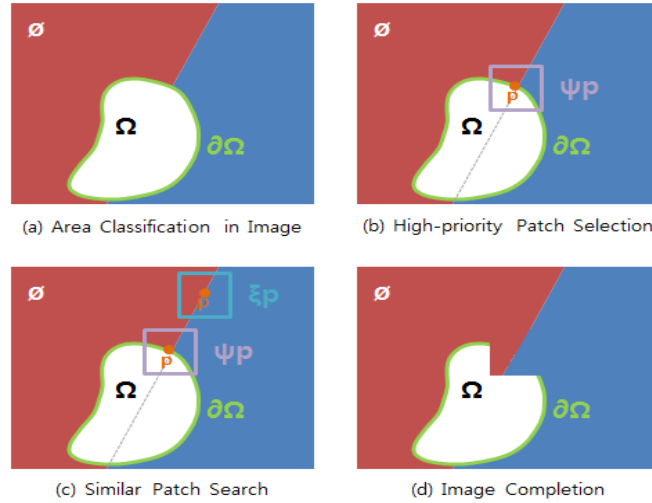 Ø
Ω
∂Ω
(a) Area Classification in Image
Ø
p
ψp
Ω
∂Ω
(b) High-priority Patch Selection
Ø
p
ξp
p
ψp
Ω
∂Ω
(c) Similar Patch Search
Ø
Ω
∂Ω
(d) Image Completion